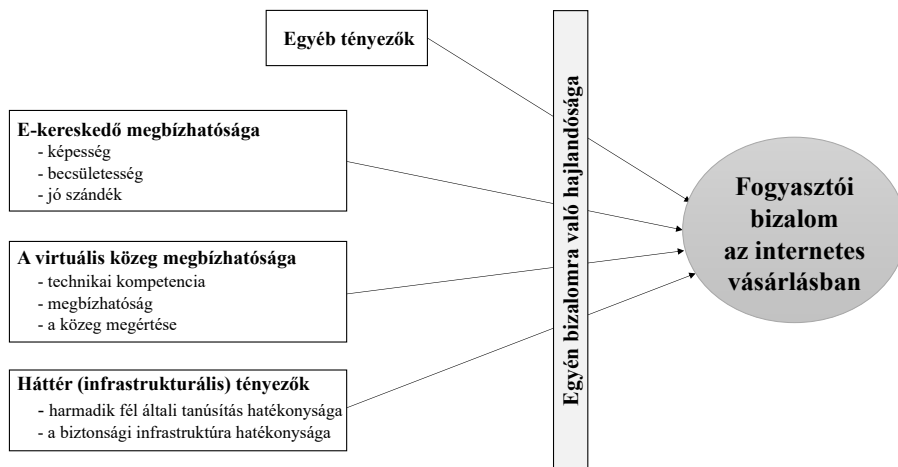 Egyéb tényezők
E-kereskedő megbízhatósága
- képesség
- becsületesség
- jó szándék
A virtuális közeg megbízhatósága
- technikai kompetencia
- megbízhatóság
- a közeg megértése
Háttér (infrastrukturális) tényezők
- harmadik fél általi tanúsítás hatékonysága
- a biztonsági infrastruktúra hatékonysága
Egyén bizalomra való hajlandósága
Fogyasztói
bizalom
az internetes
vásárlásban